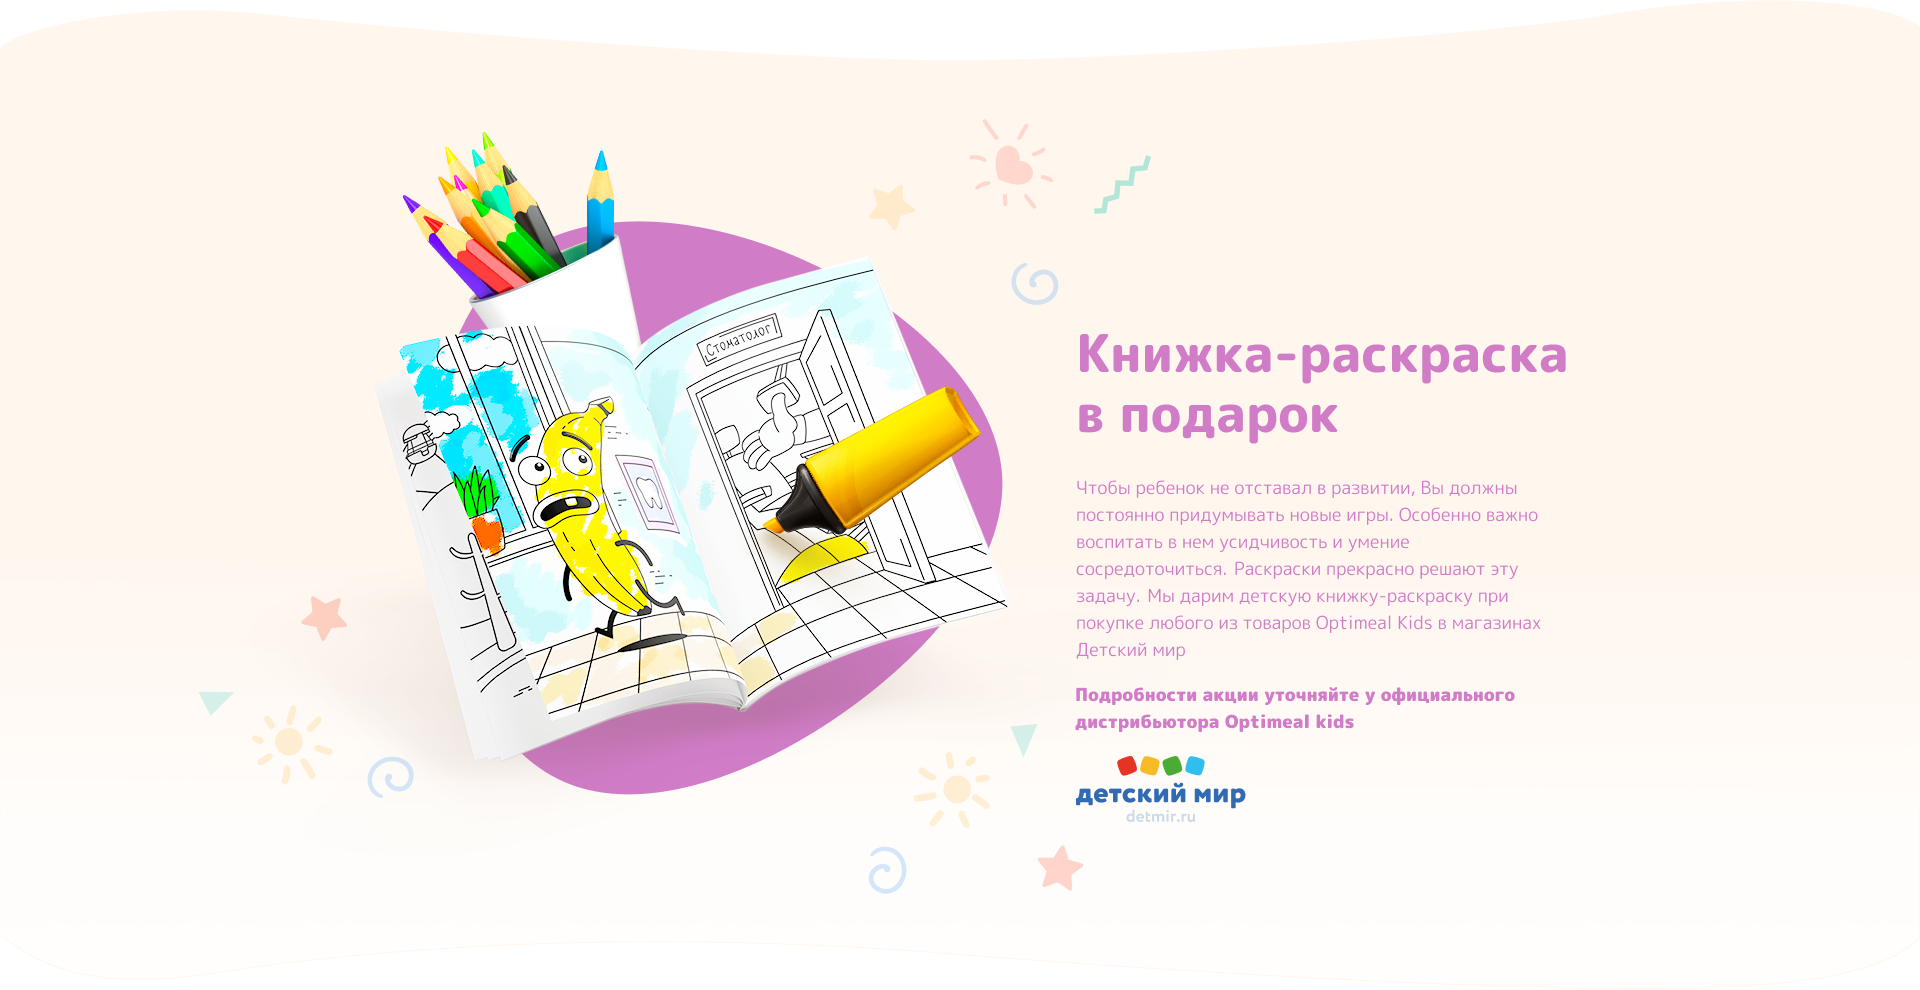 Стоматолог
Книжка-раскраска
в подарок
Чтобы ребенок не отставал в развитии, Вы должны
постоянно придумывать новые игры. Особенно важно
воспитать в нем усидчивость и умение
сосредоточиться. Раскраски прекрасно решают эту
задачу. Мы дарим детскую книжку-раскраску при
покупке любого из товаров Optimeal Kids в магазинах
Детский мир
Подробности акции уточняйте у официального
дистрибьютора Optimeal kids
детский мир
detmir.ru